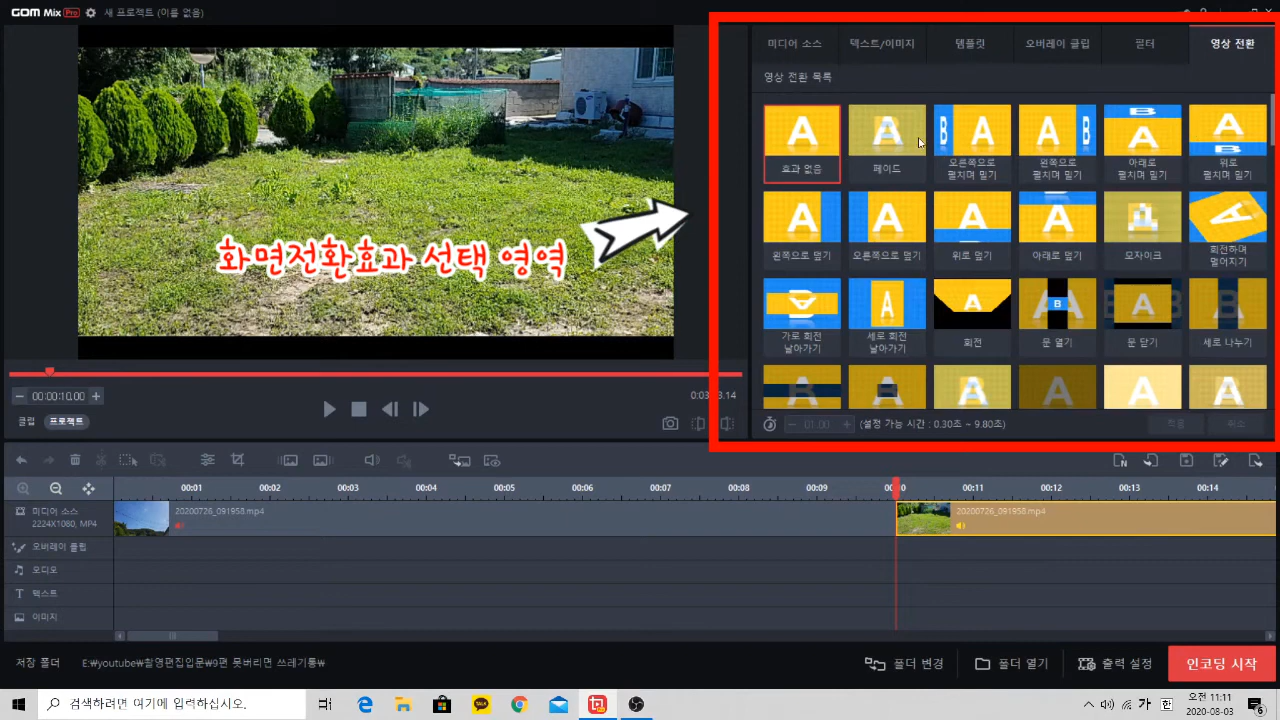 GOM Mix Pro 새 프로젝트 (이름 없음)
미디어 소스 텍스트/이미지 템플릿 오버레이 클립 필터 영상 전환
영상 전환 목록
효과 없음
페이드
오른쪽으로
펼치며 밀기
왼쪽으로
펼치며 밀기
아래로
펼치며 밀기
위로
펼치며 밀기
왼쪽으로 덮기
오른쪽으로 덮기
위로 덮기
아래로 덮기
모자이크
회전하며
떨어지기
가로 회전
날아가기
세로 회전
날아가기
회전
문 열기
문 닫기
세로 나누기
화면전환효과 선택 영역
00:00:10.00
클립 프로젝트
01.00 (설정 가능 시간 : 0.30초 ~ 9.80초) 적용 취소
00:01 00:02 00:03 00:04 00:05 00:06 00:07 00:08 00:09 00:11 00:12 00:13 00:14
미디어 소스
2224X1080, MP4
20200726_091958.mp4 20200726_091958.mp4
오버레이 클립
오디오
텍스트
이미지
저장 폴더 E:₩youtube₩촬영편집입문₩9편 못버리면 쓰레기통₩ 폴더 변경 폴더 열기 출력 설정 인코딩 시작
검색하려면 여기에 입력하십시오.
TALK
가 한 오전 11:11
2020-08-03
6